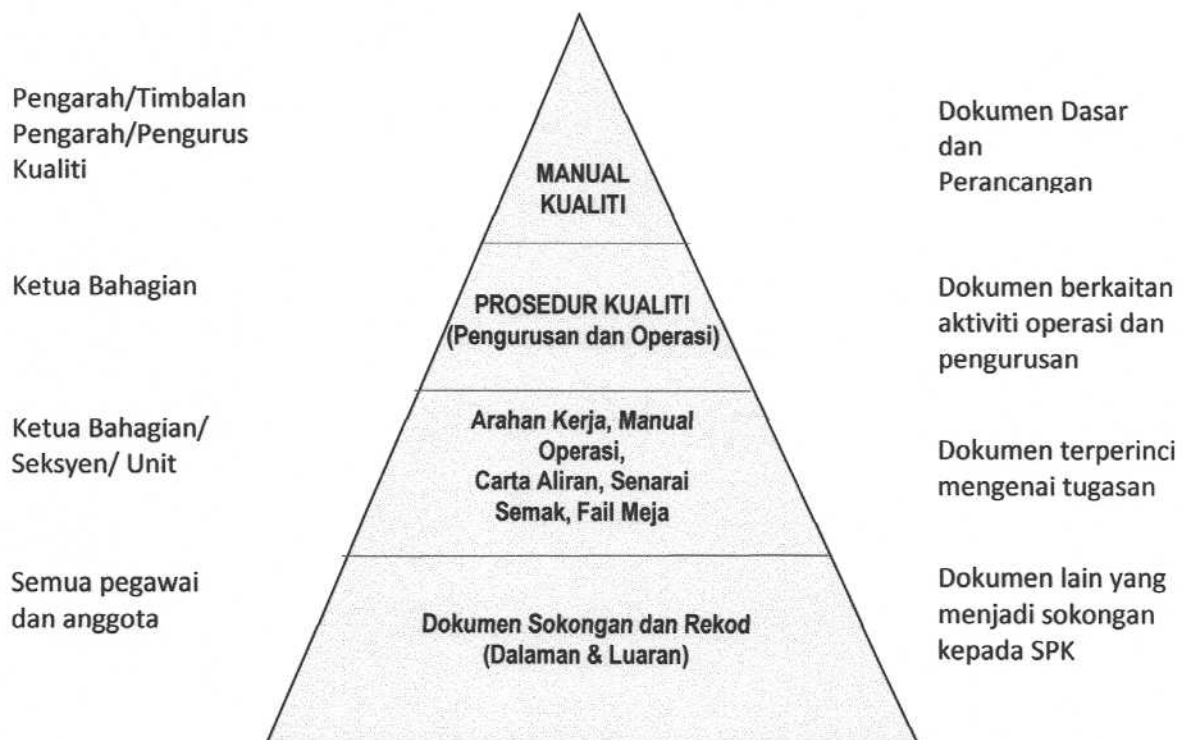 Pengarah/Timbalan
Pengarah/Pengurus
Kualiti
MANUAL
KUALITI
Dokumen Dasar
dan
Perancangan
Ketua Bahagian
PROSEDUR KUALITI
(Pengurusan dan Operasi)
Dokumen berkaitan
aktiviti operasi dan
pengurusan
Ketua Bahagian/
Seksyen/ Unit
Arahan Kerja, Manual
Operasi,
Carta Aliran, Senarai
Semak, Fail Meja
Dokumen terperinci
mengenai tugasan
Semua pegawai
dan anggota
Dokumen Sokongan dan Rekod
(Dalaman & Luaran)
Dokumen lain yang
menjadi sokongan
kepada SPK